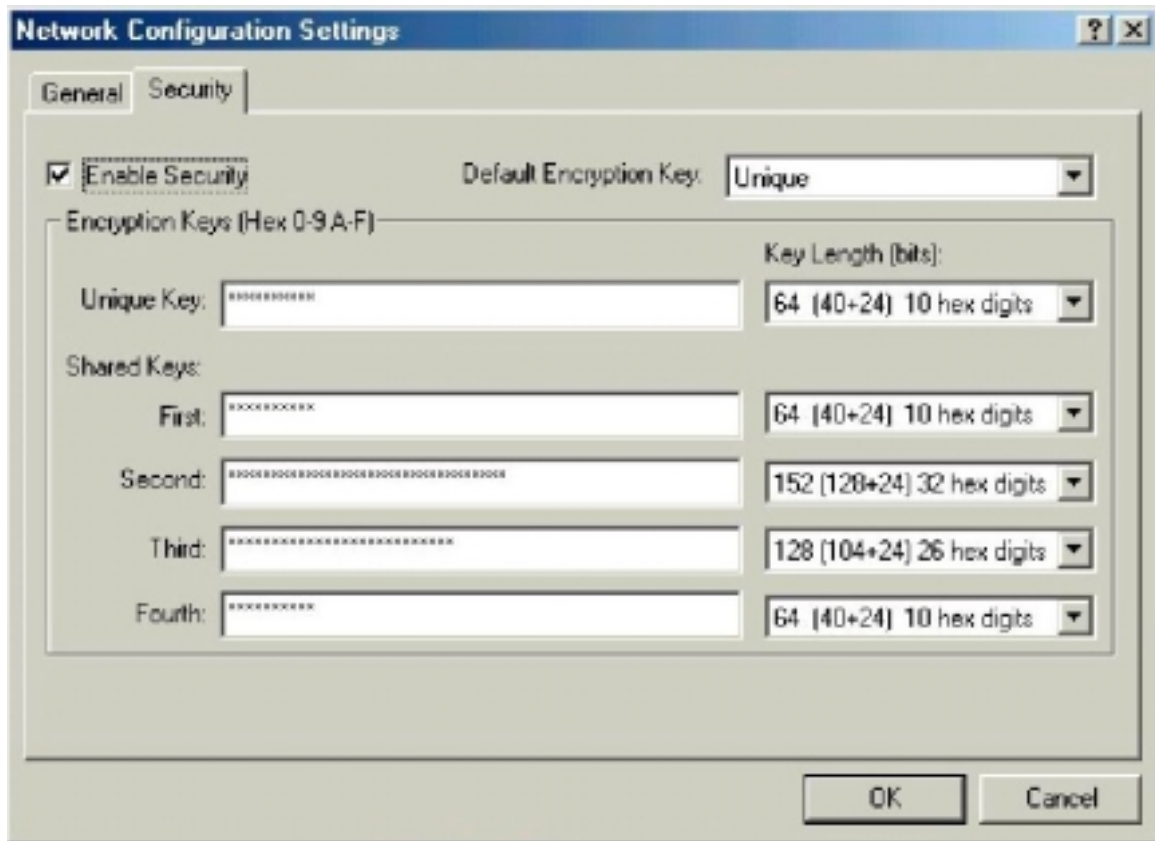 Network Configuration Settings
General Security
Enable Security Default Encryption Key: Unique
Encryption Keys (Hex 0-9 A-F)
Key Length (bits):
Unique Key: ********** 64 (40+24) 10 hex digits
Shared Keys:
First: ********** 64 (40+24) 10 hex digits
Second: ******************************** 152 (128+24) 32 hex digits
Third: ************************** 128 (104+24) 26 hex digits
Fourth: ********** 64 (40+24) 10 hex digits
OK Cancel